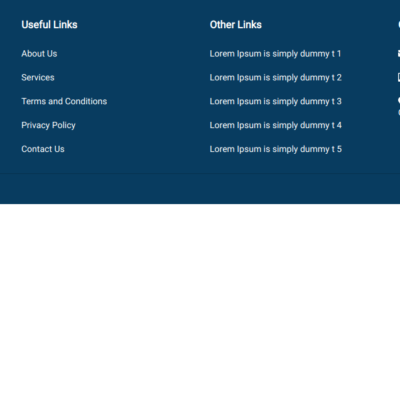 Useful Links
About Us
Services
Terms and Conditions
Privacy Policy
Contact Us
Other Links
Lorem Ipsum is simply dummy t 1
Lorem Ipsum is simply dummy t 2
Lorem Ipsum is simply dummy t 3
Lorem Ipsum is simply dummy t 4
Lorem Ipsum is simply dummy t 5